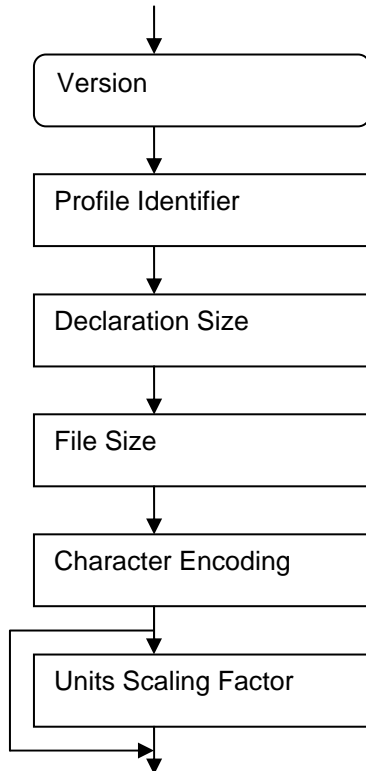 Version
Profile Identifier
Declaration Size
File Size
Character Encoding
Units Scaling Factor